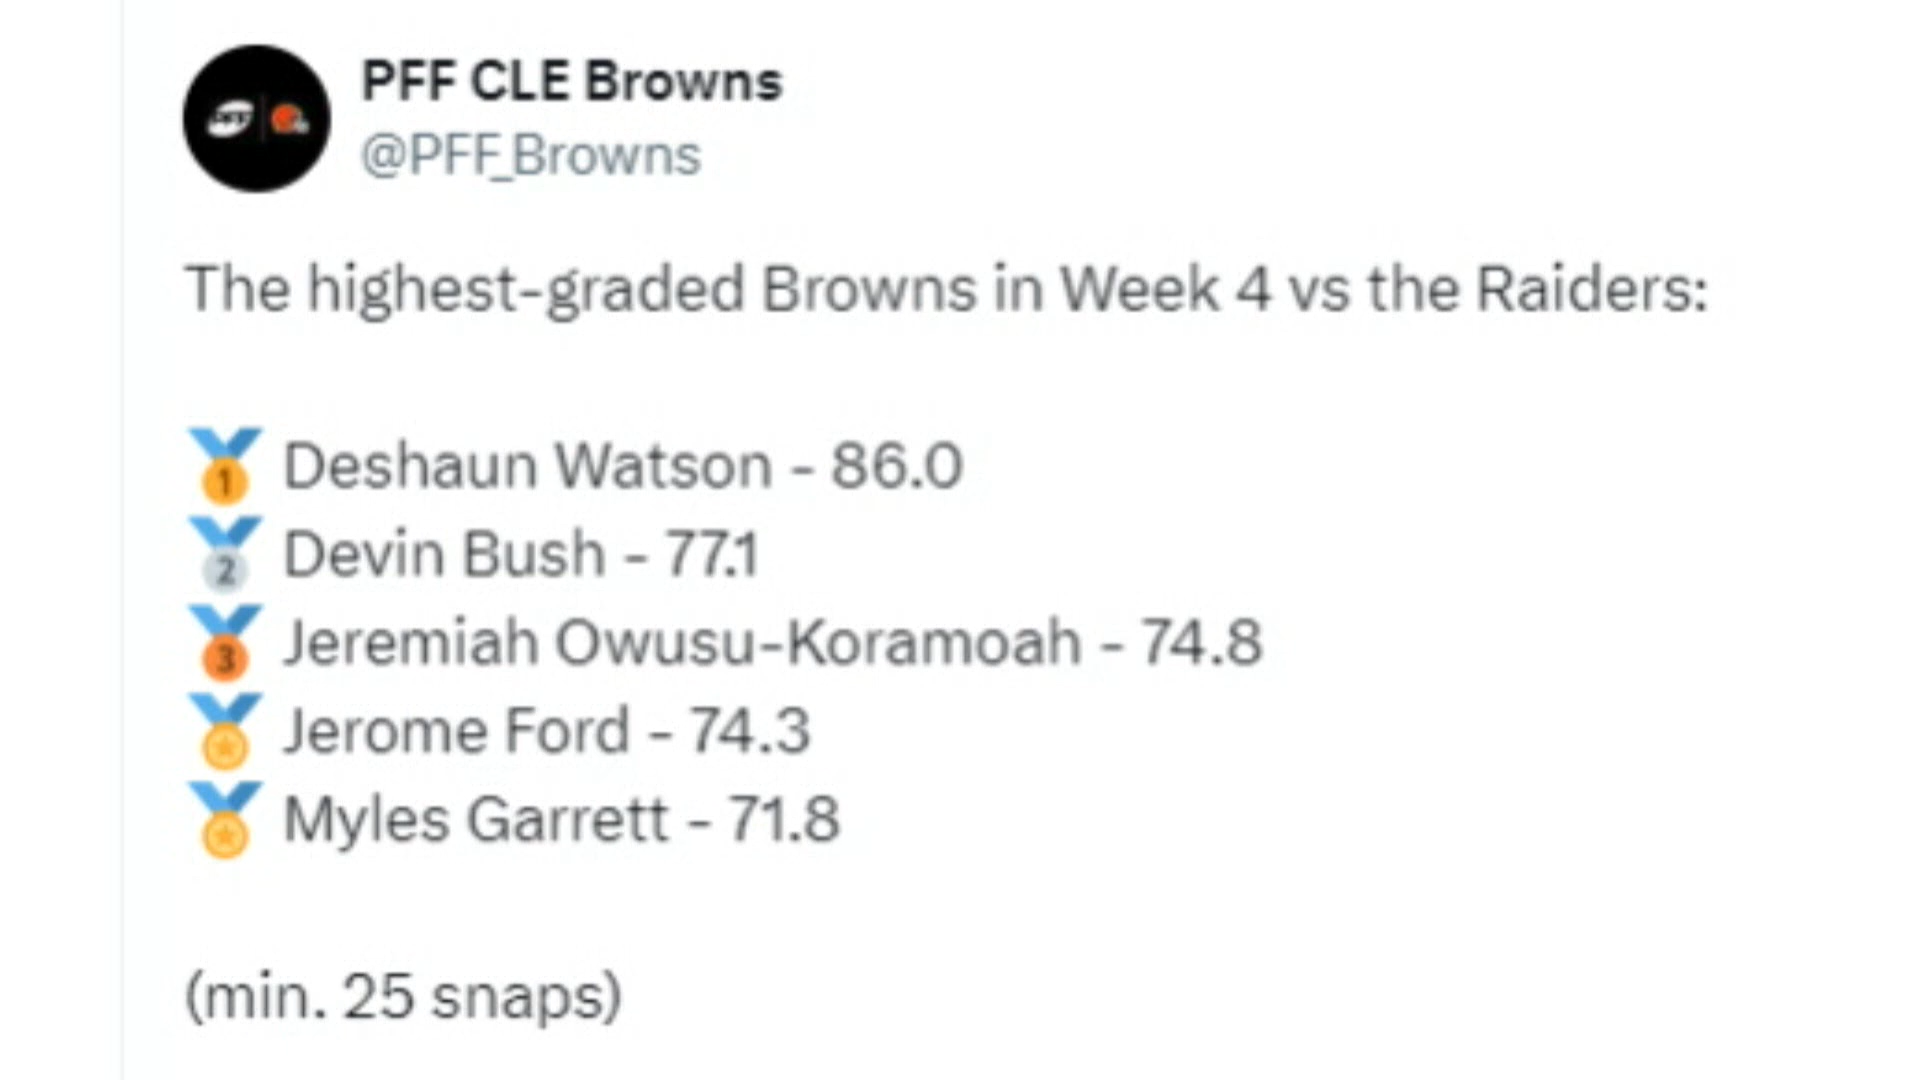 PFF CLE Browns
@PFF_Browns
The highest-graded Browns in Week 4 vs the Raiders:
🥇 Deshaun Watson - 86.0
🥈 Devin Bush - 77.1
🥉 Jeremiah Owusu-Koramoah - 74.8
🏅 Jerome Ford - 74.3
🏅 Myles Garrett - 71.8
(min. 25 snaps)